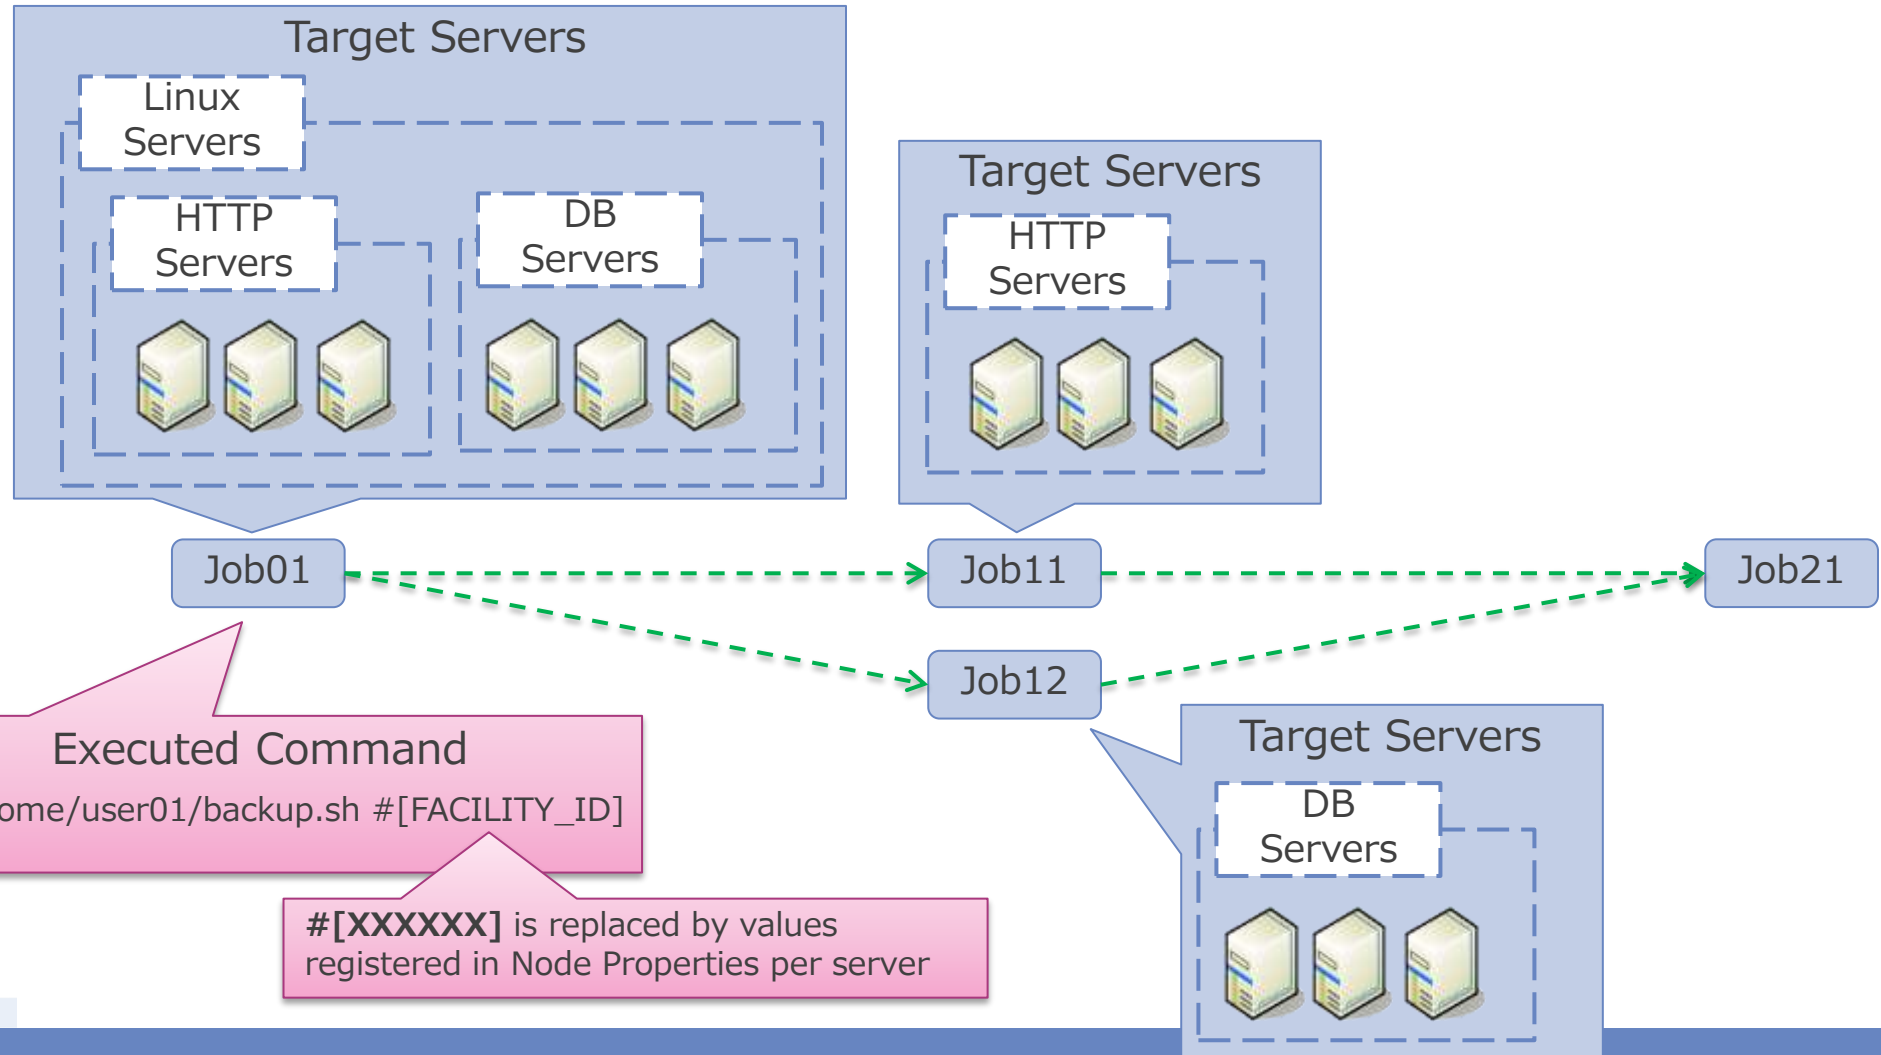 Target Servers
Linux
Servers
HTTP
Servers
DB
Servers
Target Servers
HTTP
Servers
Job01
Job11
Job21
Job12
Executed Command
ome/user01/backup.sh #[FACILITY_ID]
#[XXXXXX] is replaced by values
registered in Node Properties per server
Target Servers
DB
Servers